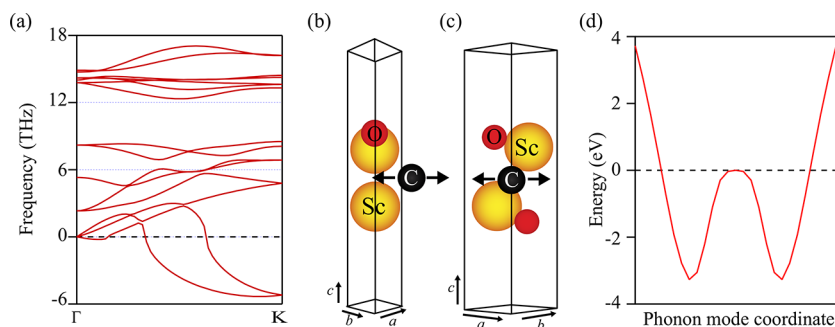 (a)
18
12
6
0
-6
Frequency (THz)
Γ
K
(b)
O
C
Sc
c
b
a
(c)
O
Sc
C
c
a
b
(d)
4
2
0
-2
-4
Energy (eV)
Phonon mode coordinate